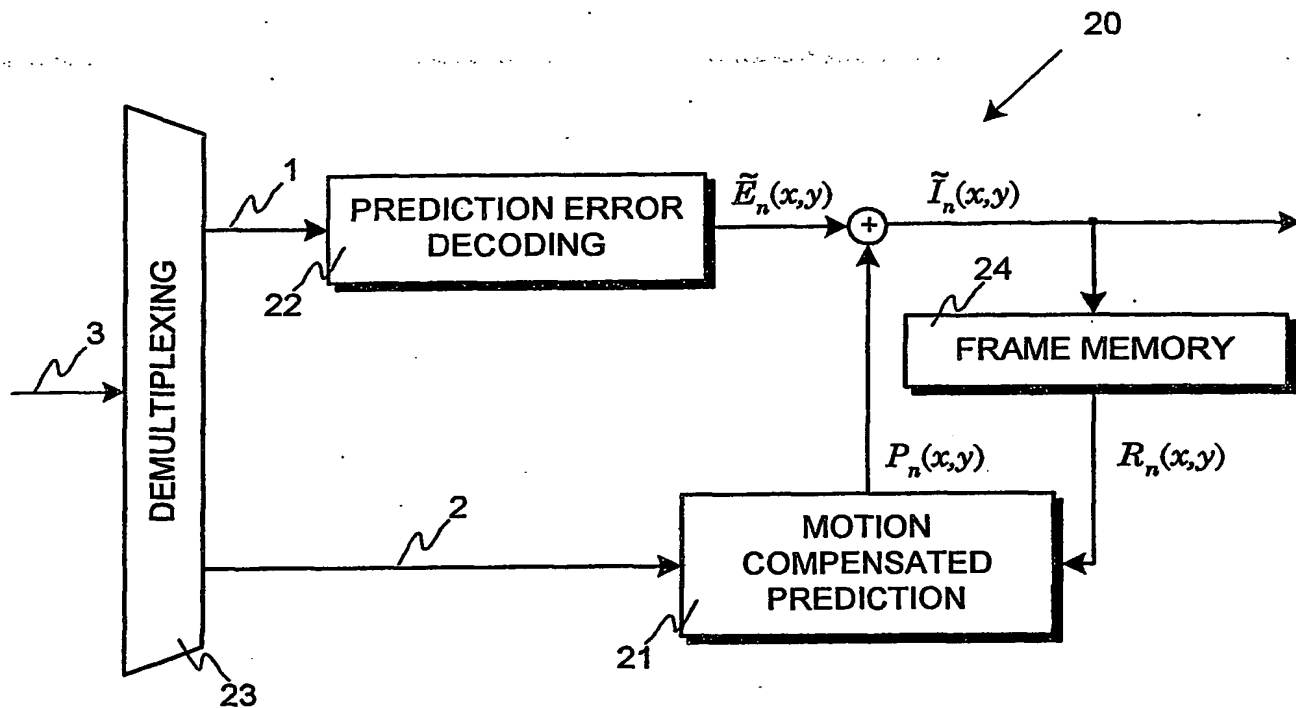 20
1
PREDICTION ERROR
DECODING
22
Ẽₙ(x,y)
+
Ĩₙ(x,y)
24
FRAME MEMORY
3
DEMULTIPLEXING
Pₙ(x,y)
Rₙ(x,y)
2
MOTION
COMPENSATED
PREDICTION
21
23